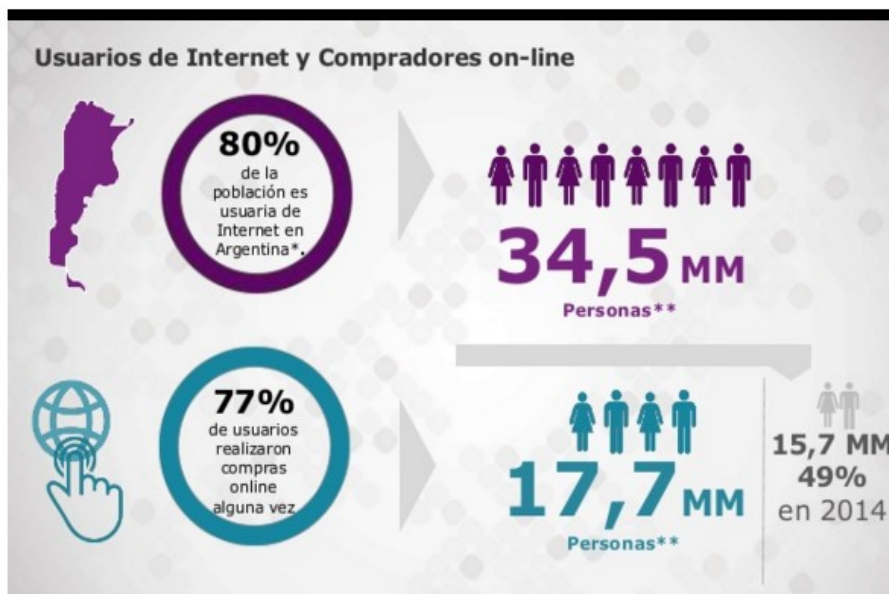 Usuarios de Internet y Compradores on-line
80%
de la
población es
usuaria de
Internet en
Argentina*.
34,5 MM
Personas**
77%
de usuarios
realizaron
compras
online
alguna vez
17,7 MM
Personas**
15,7 MM
49%
en 2014